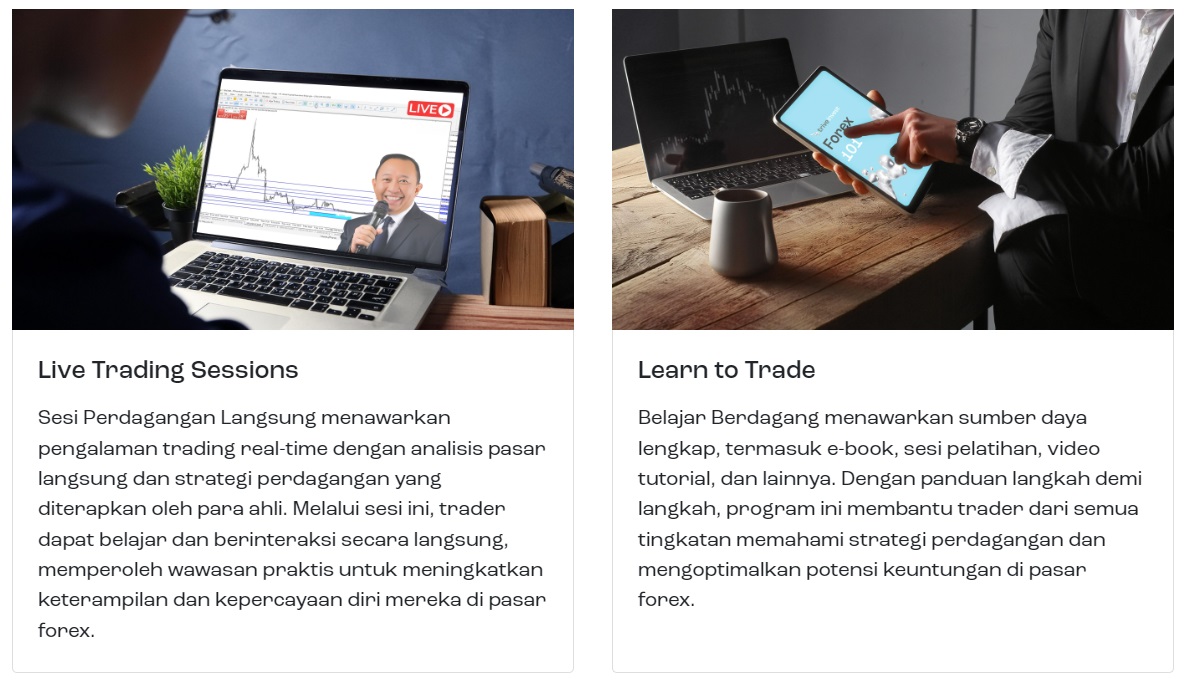 LIVE
Forex
101
Live Trading Sessions
Sesi Perdagangan Langsung menawarkan
pengalaman trading real-time dengan analisis pasar
langsung dan strategi perdagangan yang
diterapkan oleh para ahli. Melalui sesi ini, trader
dapat belajar dan berinteraksi secara langsung,
memperoleh wawasan praktis untuk meningkatkan
keterampilan dan kepercayaan diri mereka di pasar
forex.
Learn to Trade
Belajar Berdagang menawarkan sumber daya
lengkap, termasuk e-book, sesi pelatihan, video
tutorial, dan lainnya. Dengan panduan langkah demi
langkah, program ini membantu trader dari semua
tingkatan memahami strategi perdagangan dan
mengoptimalkan potensi keuntungan di pasar
forex.